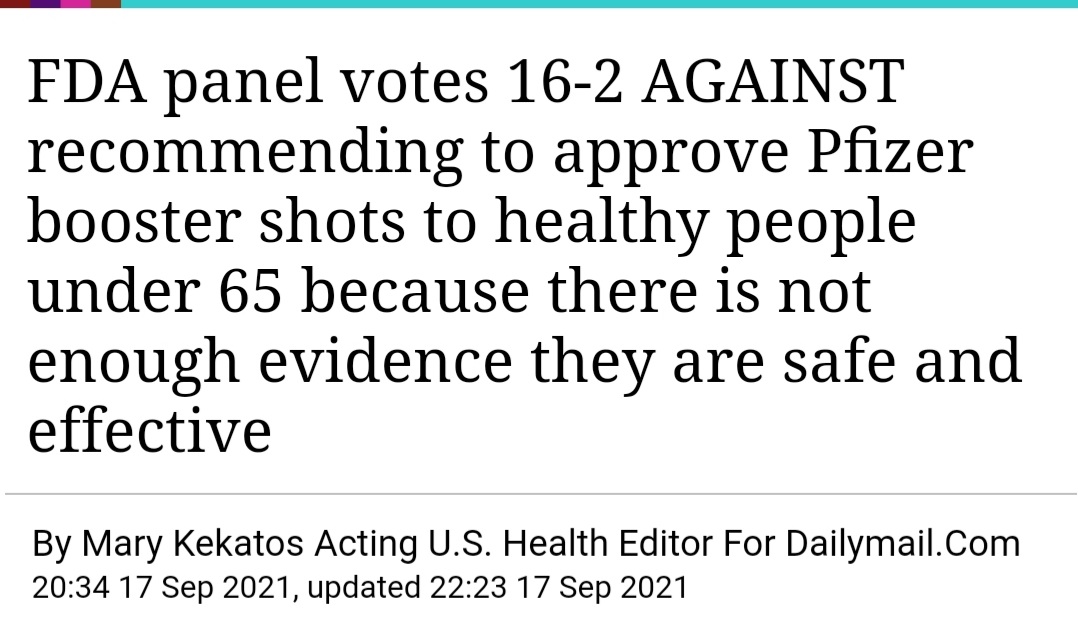 FDA panel votes 16-2 AGAINST
recommending to approve Pfizer
booster shots to healthy people
under 65 because there is not
enough evidence they are safe and
effective
By Mary Kekatos Acting U.S. Health Editor For Dailymail.Com
20:34 17 Sep 2021, updated 22:23 17 Sep 2021